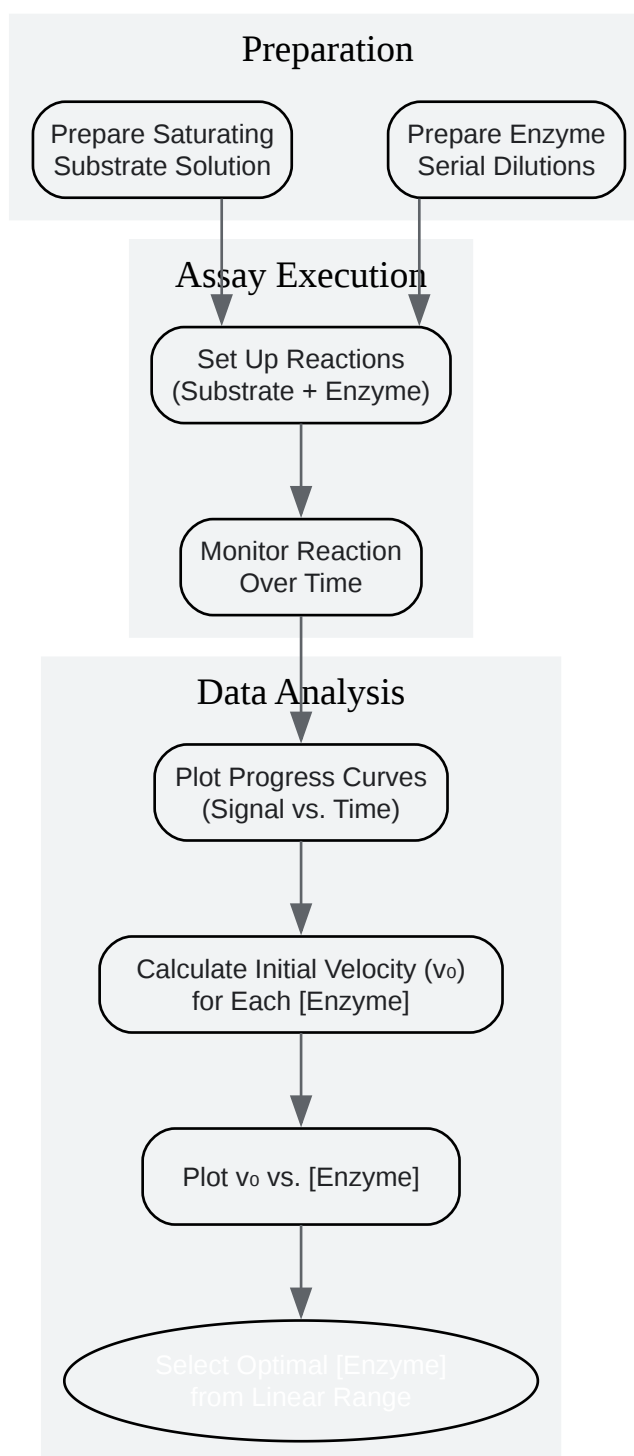 Preparation
Prepare Saturating
Substrate Solution
Prepare Enzyme
Serial Dilutions
Assay Execution
Set Up Reactions
(Substrate + Enzyme)
Monitor Reaction
Over Time
Data Analysis
Plot Progress Curves
(Signal vs. Time)
Calculate Initial Velocity (v₀)
for Each [Enzyme]
Plot v₀ vs. [Enzyme]
Select Optimal [Enzyme]
from Linear Range